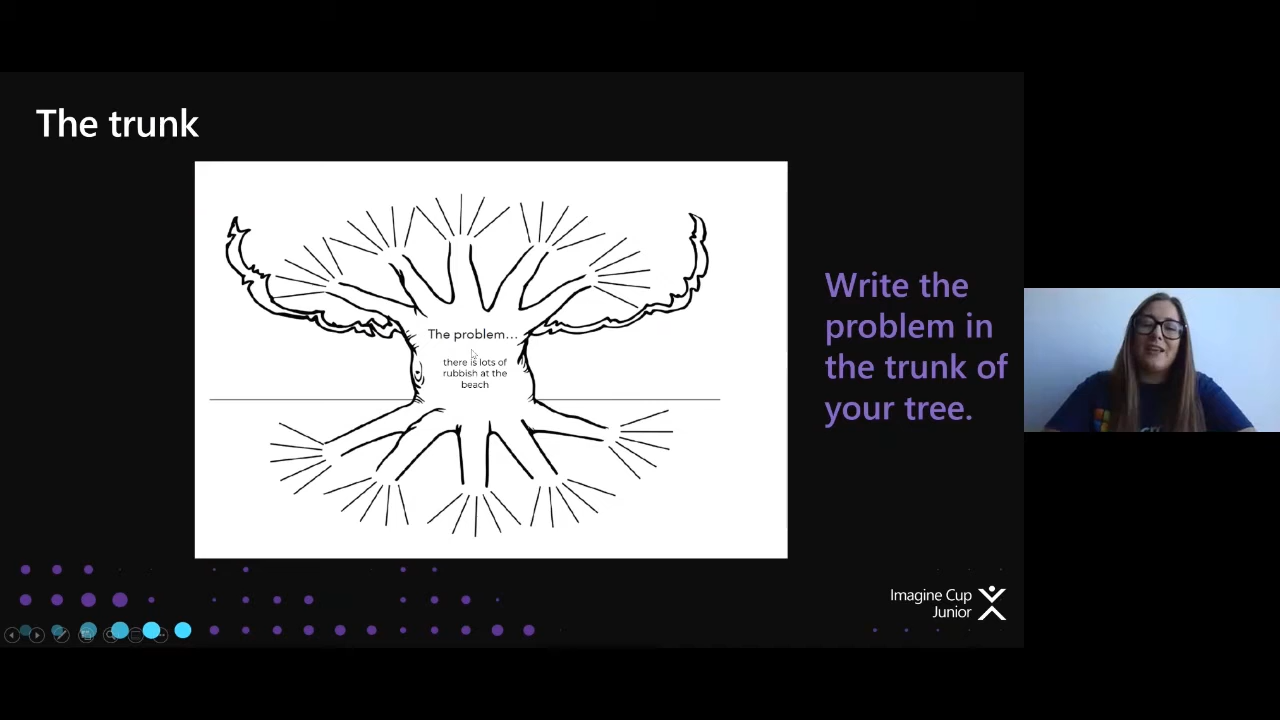 The trunk
The problem...
there is lots of
rubbish at the
beach
Write the
problem in
the trunk of
your tree.
Imagine Cup
Junior